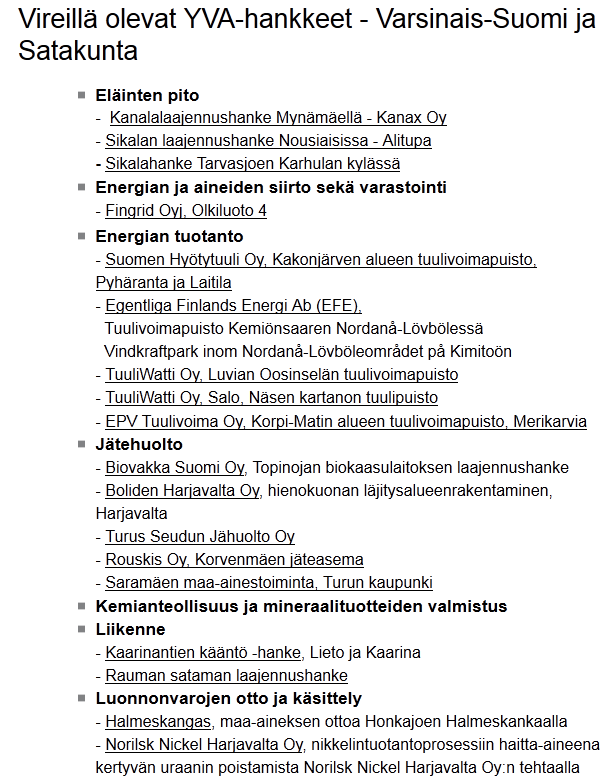 Vireillä olevat YVA-hankkeet - Varsinais-Suomi ja
Satakunta
Eläinten pito
- Kanalalaajennushanke Mynämäellä - Kanax Oy
- Sikalan laajennushanke Nousiaisissa - Alitupa
- Sikalahanke Tarvasjoen Karhulan kylässä
Energian ja aineiden siirto sekä varastointi
- Fingrid Oyj, Olkiluoto 4
Energian tuotanto
- Suomen Hyötytuuli Oy, Kakonjärven alueen tuulivoimapuisto,
Pyhäranta ja Laitila
- Egentliga Finlands Energi Ab (EFE),
Tuulivoimapuisto Kemiönsaaren Nordanå-Lövbölessä
Vindkraftpark inom Nordanå-Lövböleområdet på Kimitoön
- TuuliWatti Oy, Luvian Oosinselän tuulivoimapuisto
- TuuliWatti Oy, Salo, Näsen kartanon tuulipuisto
- EPV Tuulivoima Oy, Korpi-Matin alueen tuulivoimapuisto, Merikarvia
Jätehuolto
- Biovakka Suomi Oy, Topinojan biokaasulaitoksen laajennushanke
- Boliden Harjavalta Oy, hienokuonan läjitysalueenrakentaminen,
Harjavalta
- Turus Seudun Jähuolto Oy
- Rouskis Oy, Korvenmäen jäteasema
- Saramäen maa-ainestoiminta, Turun kaupunki
Kemianteollisuus ja mineraalituotteiden valmistus
Liikenne
- Kaarinantien kääntö -hanke, Lieto ja Kaarina
- Rauman sataman laajennushanke
Luonnonvarojen otto ja käsittely
- Halmeskangas, maa-aineksen ottoa Honkajoen Halmeskankaalla
- Norilsk Nickel Harjavalta Oy, nikkelintuotantoprosessiin haitta-aineena
kertyvän uraanin poistamista Norilsk Nickel Harjavalta Oy:n tehtaalla